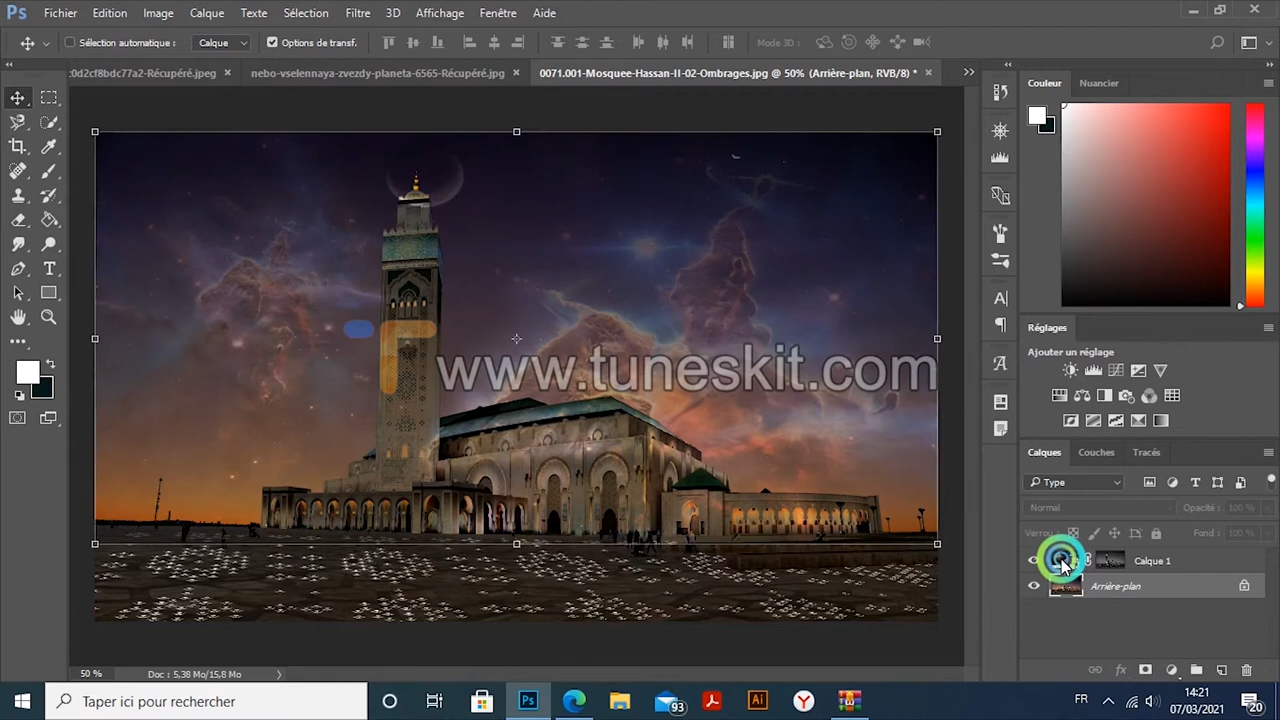 Ps Fichier Edition Image Calque Texte Sélection Filtre 3D Affichage Fenêtre Aide
Sélection automatique : Calque Options de transf. Mode 3D :
:0d2cf8bdc77a2-Récupéré.jpeg × nebo-vselennaya-zvezdy-planeta-6565-Récupéré.jpg × 0071.001-Mosquee-Hassan-II-02-Ombrages.jpg @ 50% (Arrière-plan, RVB/8) * ×
Couleur Nuancier
www.tuneskit.com
Réglages
Ajouter un réglage
Calques Couches Tracés
Type
Normal Opacité : 100 %
Verrou : Fond : 100 %
Calque 1
Arrière-plan
50 % Doc : 5,38 Mo/15,8 Mo
Taper ici pour rechercher
Ps 93 Ai FR 14:21
07/03/2021 20